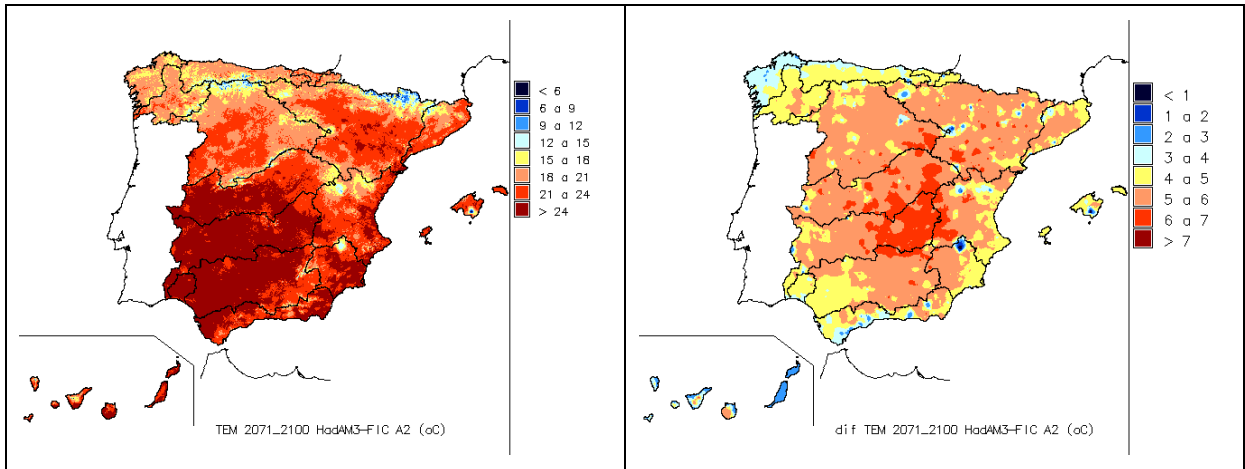 < 6
6 a 9
9 a 12
12 a 15
15 a 18
18 a 21
21 a 24
> 24
TEM 2071_2100 HadAM3-FIC A2 (oC)
< 1
1 a 2
2 a 3
3 a 4
4 a 5
5 a 6
6 a 7
> 7
dif TEM 2071_2100 HadAM3-FIC A2 (oC)